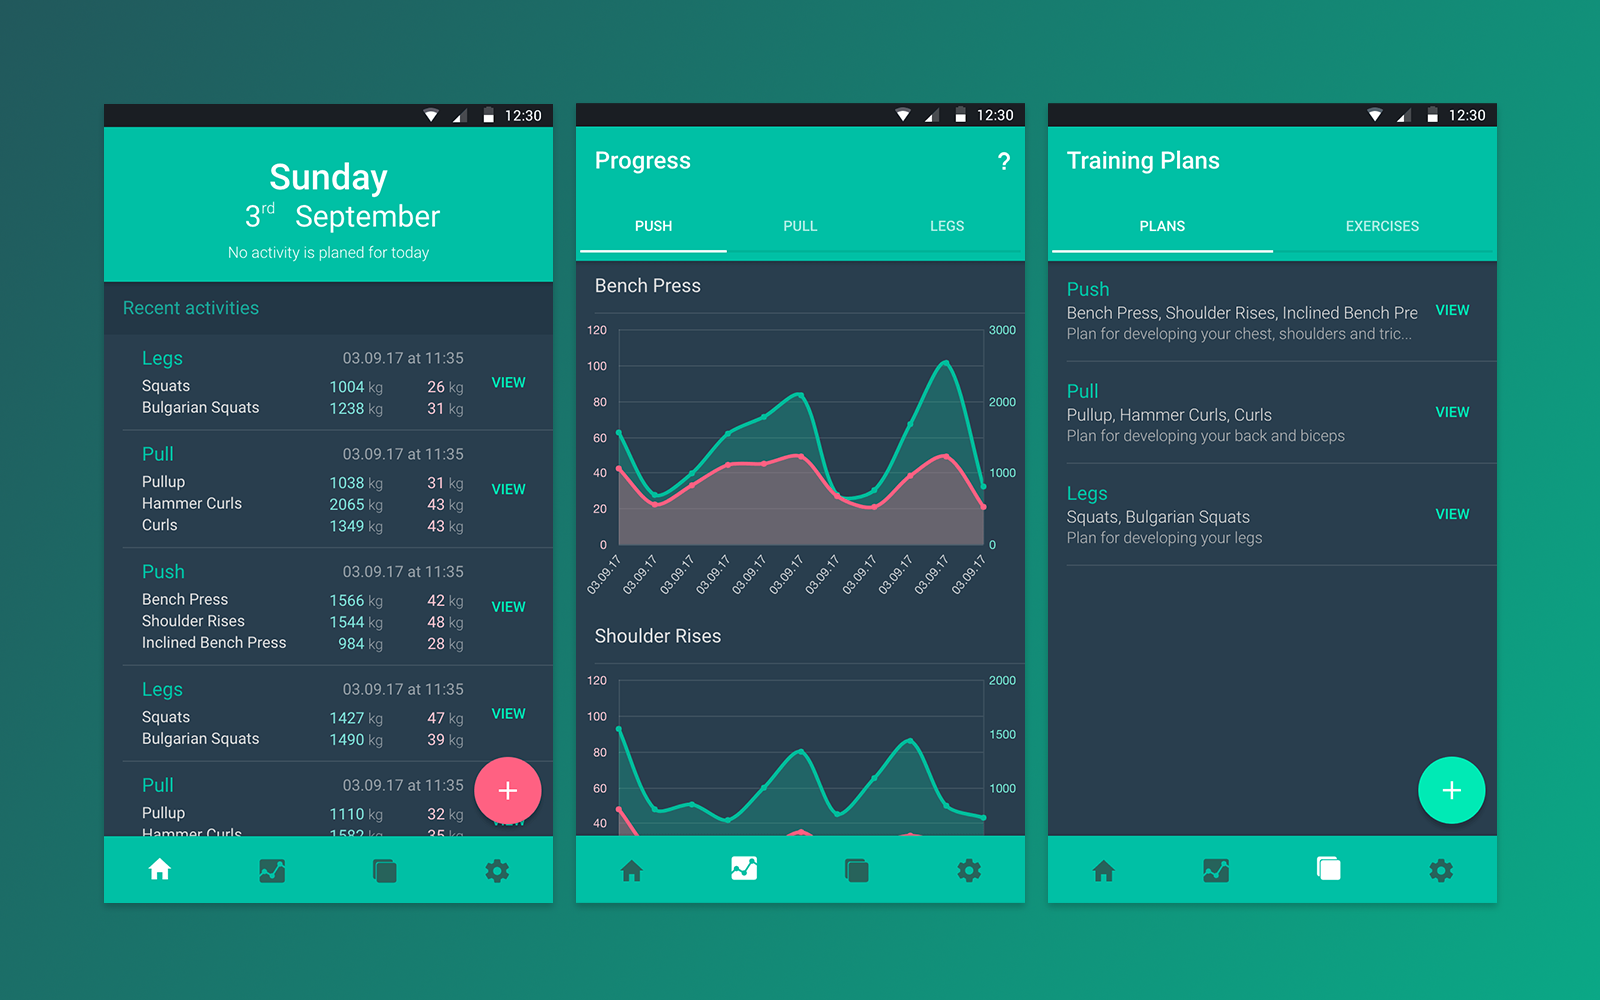 12:30
Sunday
3rd September
No activity is planed for today
Recent activities
Legs 03.09.17 at 11:35
Squats 1004 kg 26 kg
Bulgarian Squats 1238 kg 31 kg
VIEW
Pull 03.09.17 at 11:35
Pullup 1038 kg 31 kg
Hammer Curls 2065 kg 43 kg
Curls 1349 kg 43 kg
VIEW
Push 03.09.17 at 11:35
Bench Press 1566 kg 42 kg
Shoulder Rises 1544 kg 48 kg
Inclined Bench Press 984 kg 28 kg
VIEW
Legs 03.09.17 at 11:35
Squats 1427 kg 47 kg
Bulgarian Squats 1490 kg 39 kg
VIEW
Pull 03.09.17 at 11:35
Pullup 1110 kg 32 kg
Hammer Curls 1582 kg 35 kg
12:30
Progress ?
PUSH PULL LEGS
Bench Press
120 3000
100
80 2000
60
40 1000
20
0 0
03.09.17 03.09.17 03.09.17 03.09.17 03.09.17 03.09.17 03.09.17 03.09.17 03.09.17 03.09.17 03.09.17
Shoulder Rises
120 2000
100
1500
80
60 1000
40
12:30
Training Plans
PLANS EXERCISES
Push
Bench Press, Shoulder Rises, Inclined Bench Pre
Plan for developing your chest, shoulders and tric...
VIEW
Pull
Pullup, Hammer Curls, Curls
Plan for developing your back and biceps
VIEW
Legs
Squats, Bulgarian Squats
Plan for developing your legs
VIEW